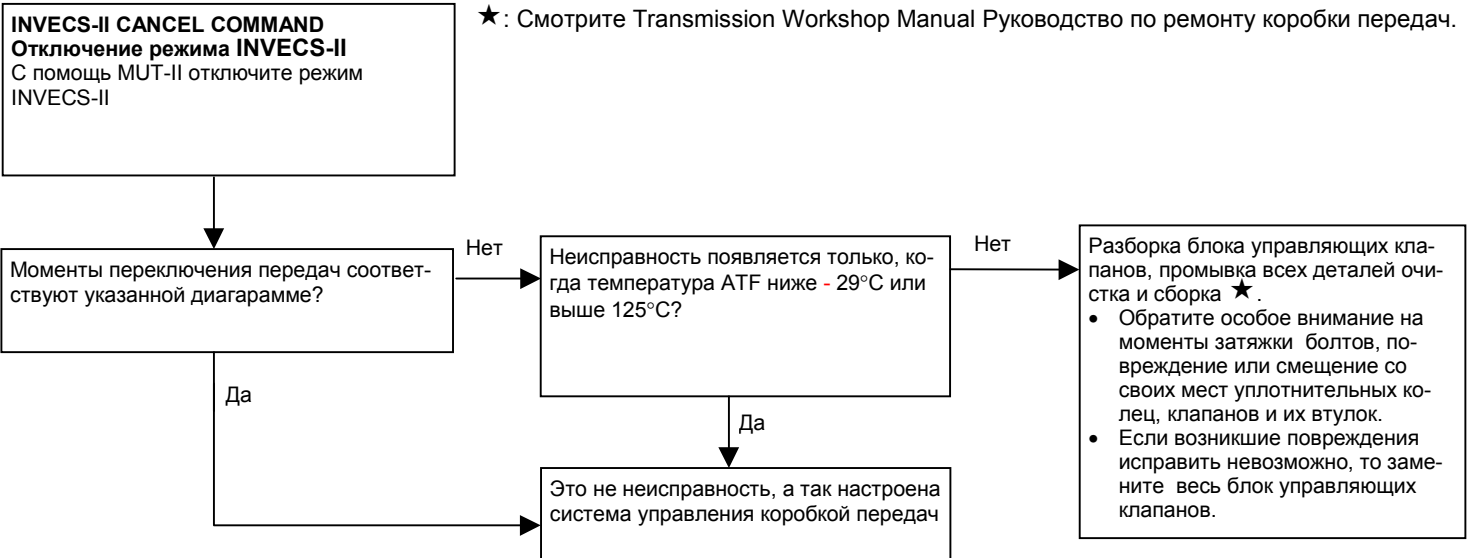 INVECS-II CANCEL COMMAND
Отключение режима INVECS-II
С помощь MUT-II отключите режим
INVECS-II
★: Смотрите Transmission Workshop Manual Руководство по ремонту коробки передач.
Моменты переключения передач соответ-
ствуют указанной диагарамме?
Нет
Неисправность появляется только, ко-
гда температура ATF ниже - 29°C или
выше 125°C?
Нет
Разборка блока управляющих кла-
панов, промывка всех деталей очи-
стка и сборка ★.
• Обратите особое внимание на
моменты затяжки болтов, по-
вреждение или смещение со
своих мест уплотнительных ко-
лец, клапанов и их втулок.
• Если возникшие повреждения
исправить невозможно, то заме-
ните весь блок управляющих
клапанов.
Да
Да
Это не неисправность, а так настроена
система управления коробкой передач